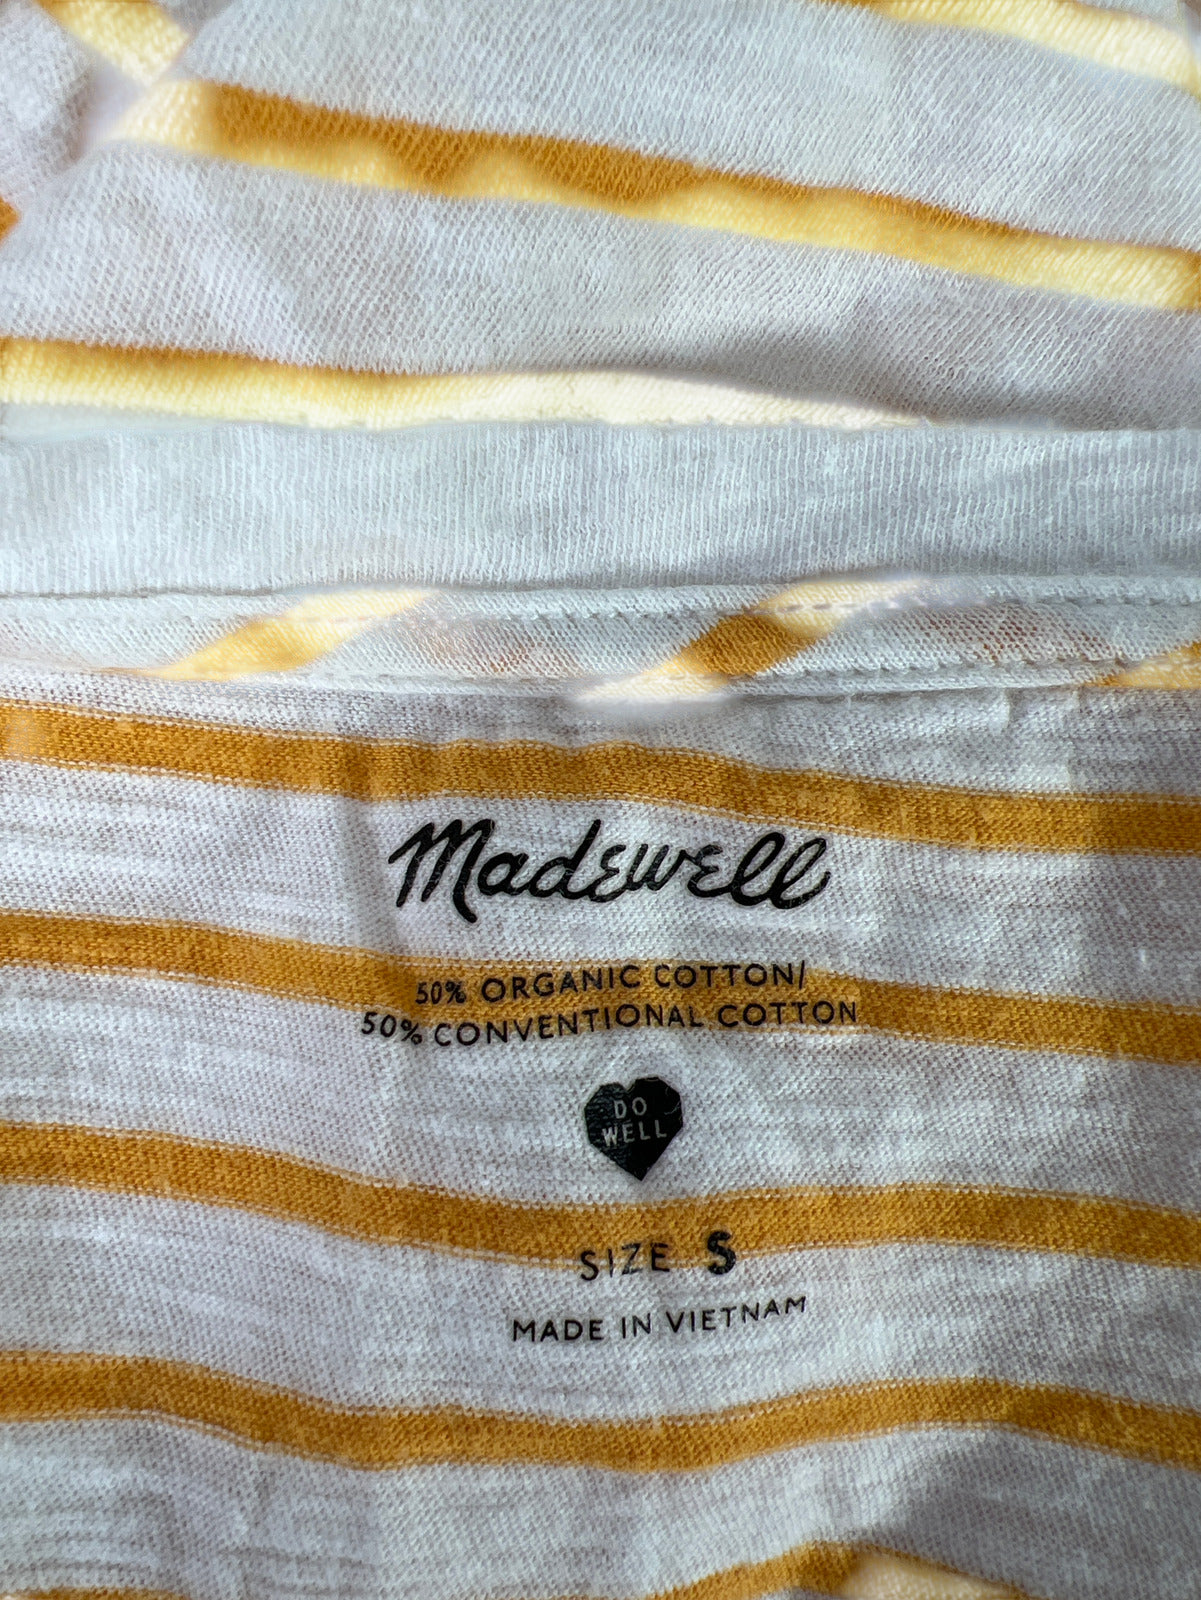 Madewell
50% ORGANIC COTTON/
50% CONVENTIONAL COTTON
DO
WELL
SIZE S
MADE IN VIETNAM